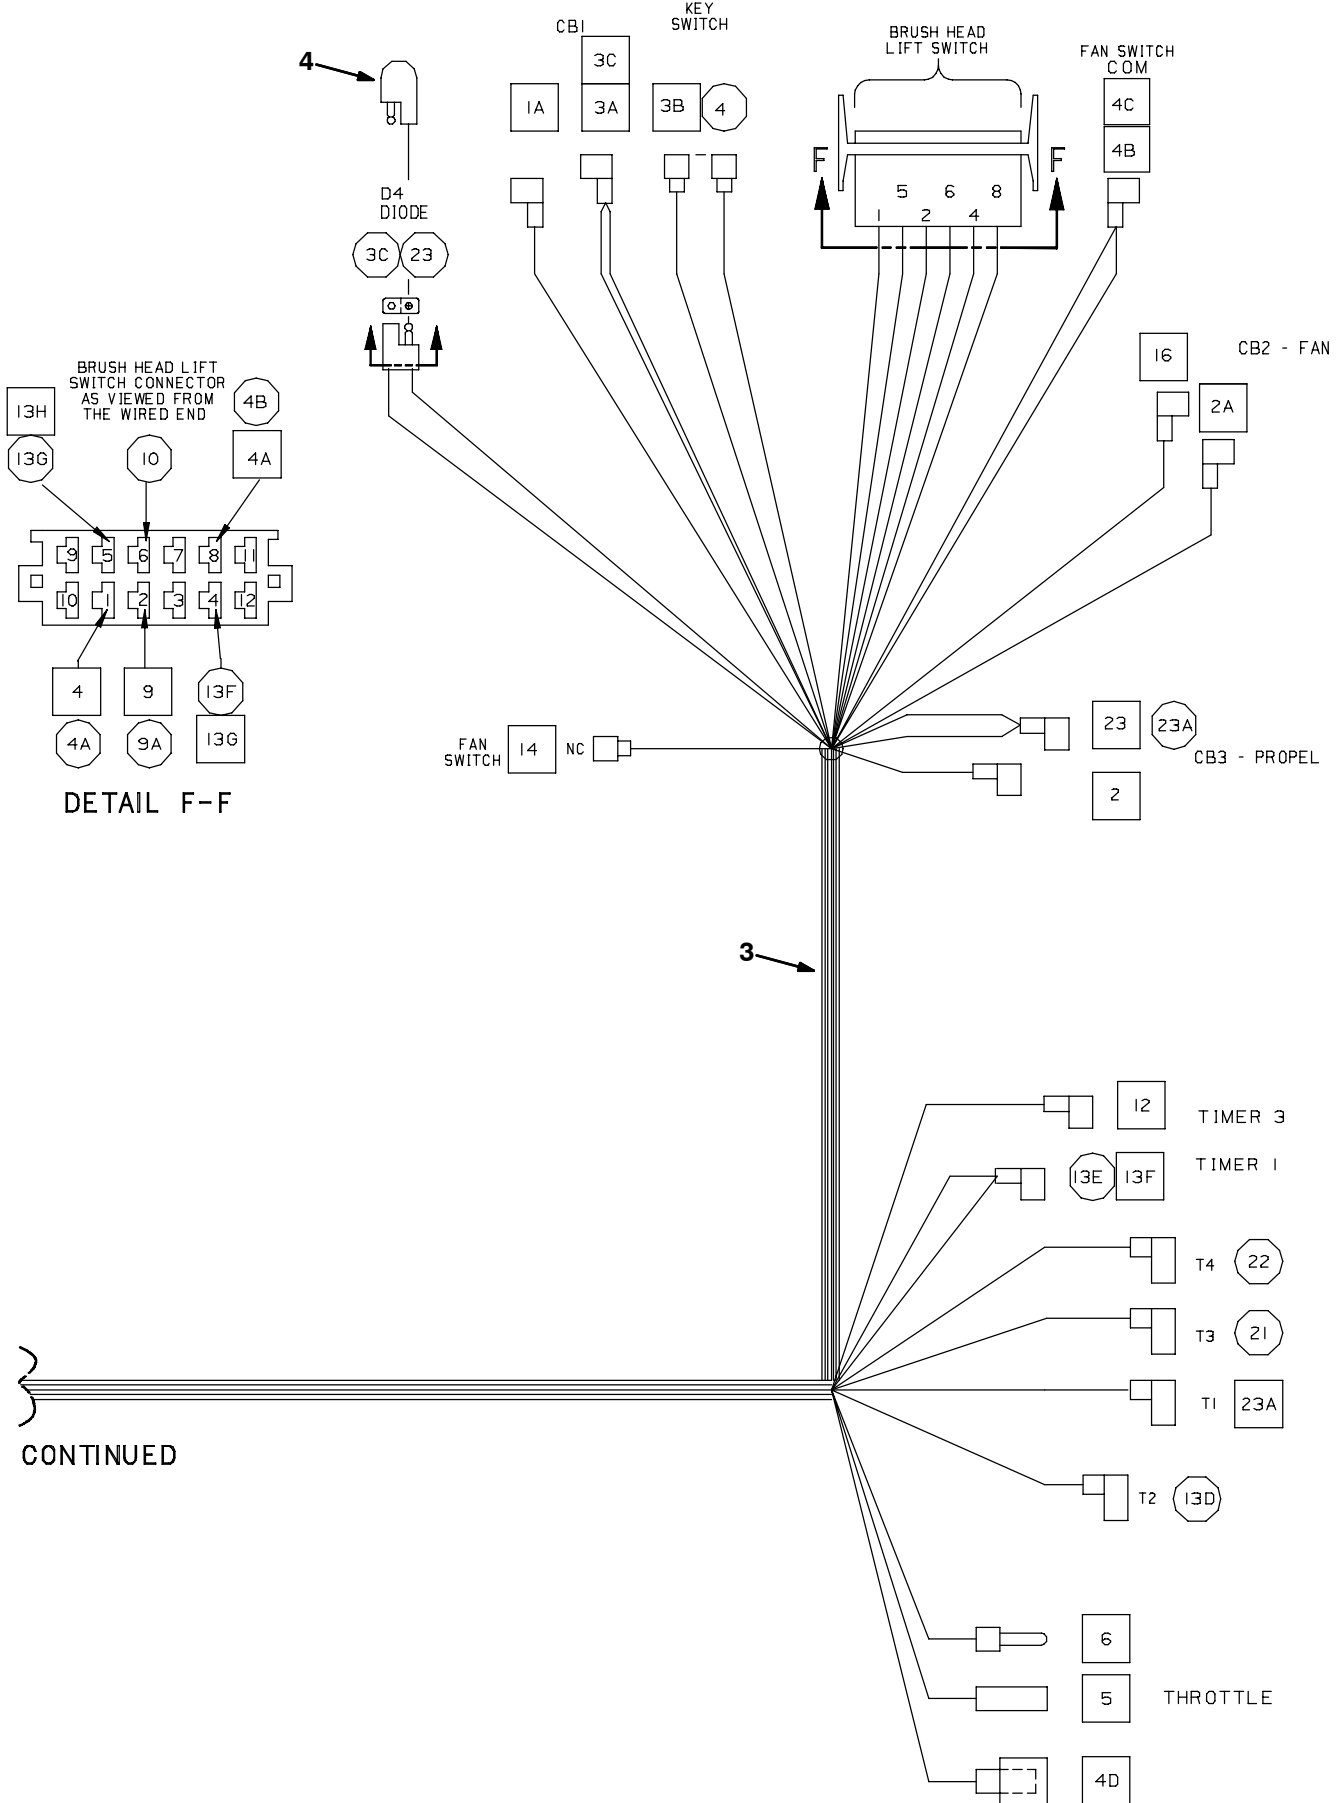 KEY
SWITCH
CB1
3C
3A
1A
3B
4
BRUSH HEAD
LIFT SWITCH
FAN SWITCH
COM
4C
4B
4
F
F
5 6 8
1 2 4
D4
DIODE
3C
23
16
CB2 - FAN
2A
BRUSH HEAD LIFT
SWITCH CONNECTOR
AS VIEWED FROM
THE WIRED END
13H
13G
10
4B
4A
9 5 6 7 8 11
10 1 2 3 4 12
4
4A
9
9A
13F
13G
DETAIL F-F
FAN
SWITCH
14
NC
23
23A
CB3 - PROPEL
2
3
12
TIMER 3
13E
13F
TIMER 1
T4
22
T3
21
T1
23A
T2
13D
CONTINUED
6
5
THROTTLE
4D